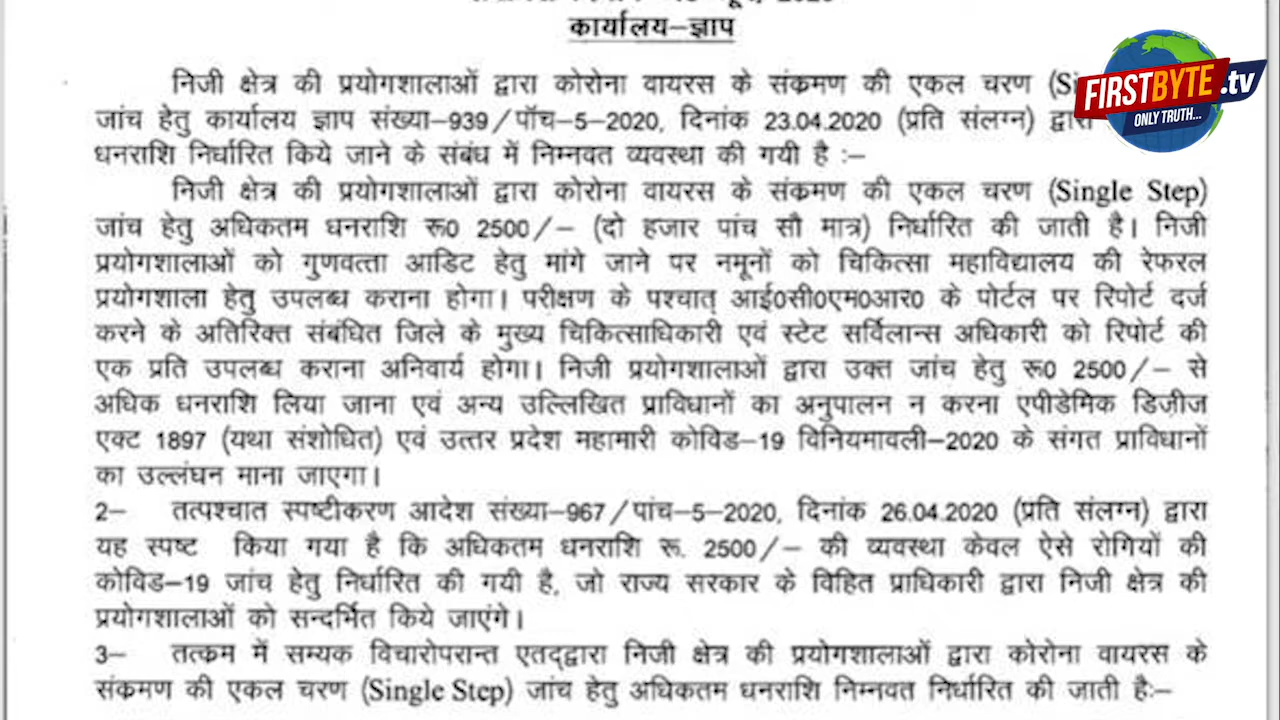 कार्यालय–ज्ञाप
निजी क्षेत्र की प्रयोगशालाओं द्वारा कोरोना वायरस के संक्रमण की एकल चरण
जांच हेतु कार्यालय ज्ञाप संख्या–939/पॉच–5–2020, दिनांक 23.04.2020 (प्रति संलग्न) द्वारा
धनराशि निर्धारित किये जाने के संबंध में निम्नवत व्यवस्था की गयी है :–
निजी क्षेत्र की प्रयोगशालाओं द्वारा कोरोना वायरस के संक्रमण की एकल चरण (Single Step)
जांच हेतु अधिकतम धनराशि रू0 2500/– (दो हजार पांच सौ मात्र) निर्धारित की जाती है। निजी
प्रयोगशालाओं को गुणवत्ता आडिट हेतु मांगे जाने पर नमूनों को चिकित्सा महाविद्यालय की रेफरल
प्रयोगशाला हेतु उपलब्ध कराना होगा। परीक्षण के पश्चात् आई0सी0एम0आर0 के पोर्टल पर रिपोर्ट दर्ज
करने के अतिरिक्त संबंधित जिले के मुख्य चिकित्साधिकारी एवं स्टेट सर्विलान्स अधिकारी को रिपोर्ट की
एक प्रति उपलब्ध कराना अनिवार्य होगा। निजी प्रयोगशालाओं द्वारा उक्त जांच हेतु रू0 2500/– से
अधिक धनराशि लिया जाना एवं अन्य उल्लिखित प्राविधानों का अनुपालन न करना एपीडेमिक डिज़ीज
एक्ट 1897 (यथा संशोधित) एवं उत्तर प्रदेश महामारी कोविड–19 विनियमावली–2020 के संगत प्राविधानों
का उल्लंघन माना जाएगा।
2– तत्पश्चात स्पष्टीकरण आदेश संख्या–967/पांच–5–2020, दिनांक 26.04.2020 (प्रति संलग्न) द्वारा
यह स्पष्ट किया गया है कि अधिकतम धनराशि रू. 2500/– की व्यवस्था केवल ऐसे रोगियों की
कोविड–19 जांच हेतु निर्धारित की गयी है, जो राज्य सरकार के विहित प्राधिकारी द्वारा निजी क्षेत्र की
प्रयोगशालाओं को सन्दर्भित किये जाएंगे।
3– तत्क्रम में सम्यक विचारोपरान्त एतद्द्वारा निजी क्षेत्र की प्रयोगशालाओं द्वारा कोरोना वायरस के
संक्रमण की एकल चरण (Single Step) जांच हेतु अधिकतम धनराशि निम्नवत निर्धारित की जाती हैः–
FIRSTBYTE.tv
ONLY TRUTH...